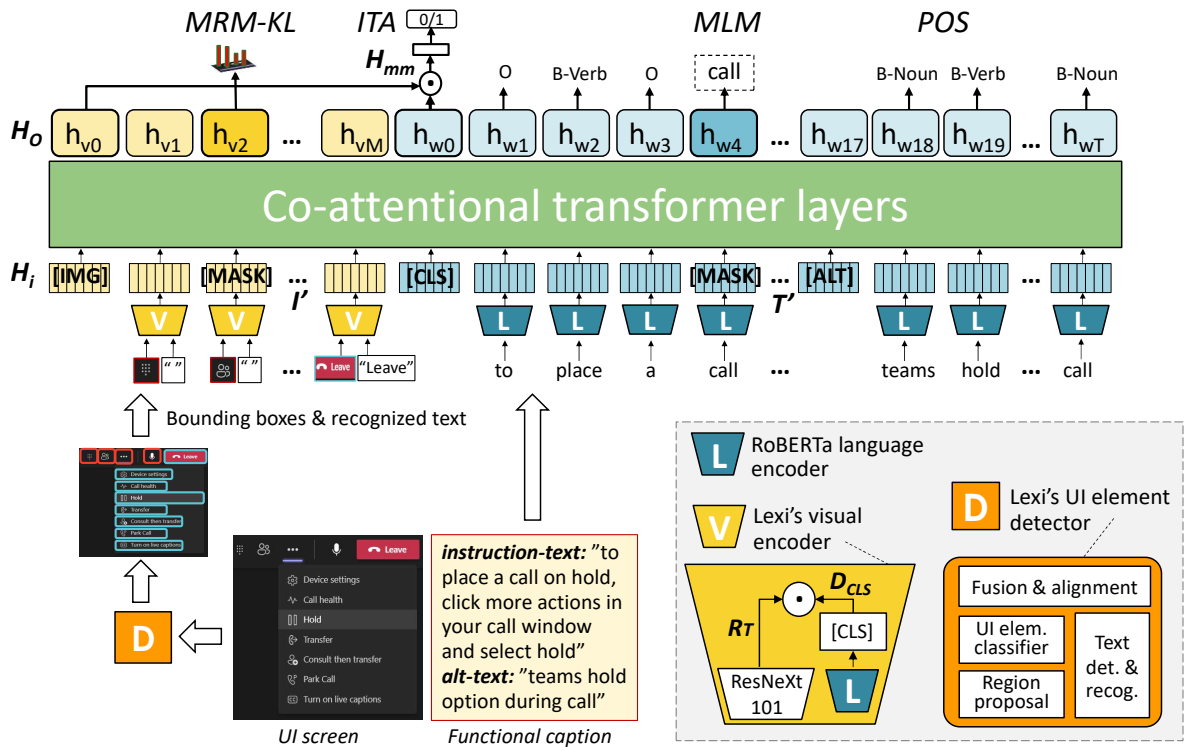 MRM-KL ITA MLM POS
0/1
H_mm
O B-Verb O call B-Noun B-Verb B-Noun
H_O h_v0 h_v1 h_v2 ... h_vM h_w0 h_w1 h_w2 h_w3 h_w4 ... h_w17 h_w18 h_w19 ... h_wT
Co-attentional transformer layers
H_i [IMG] [MASK] ... [CLS] [MASK] ... [ALT] ...
I' T'
V V V L L L L L L L
“ ” “ ” ... Leave “Leave” to place a call ... teams hold ... call
Bounding boxes & recognized text
Leave
Device settings
Call health
Hold
Transfer
Consult then transfer
Park Call
Turn on live captions
D
Leave
Device settings
Call health
Hold
Transfer
Consult then transfer
Park Call
Turn on live captions
UI screen
instruction-text: ”to
place a call on hold,
click more actions in
your call window
and select hold”
alt-text: ”teams hold
option during call”
Functional caption
L RoBERTa language
encoder
V Lexi’s visual
encoder
D_CLS
R_T
[CLS]
ResNeXt
101
L
D Lexi’s UI element
detector
Fusion & alignment
UI elem.
classifier
Region
proposal
Text
det. &
recog.